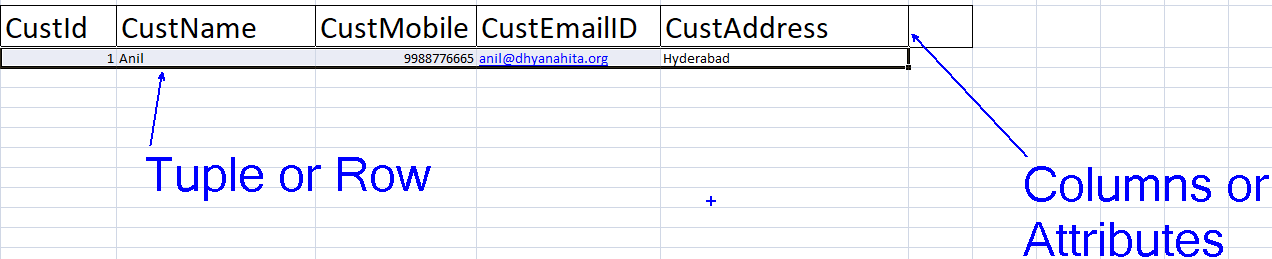 CustId CustName CustMobile CustEmailID CustAddress
1 Anil 9988776665 anil@dhyanahita.org Hyderabad
Tuple or Row
Columns or
Attributes